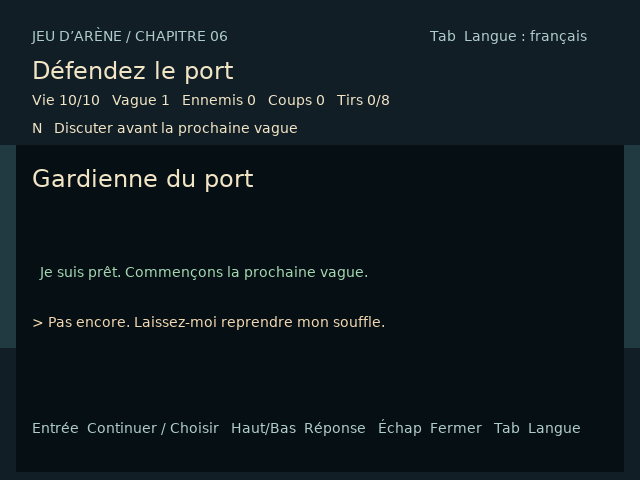 JEU D’ARÈNE / CHAPITRE 06 Tab Langue : français
Défendez le port
Vie 10/10 Vague 1 Ennemis 0 Coups 0 Tirs 0/8
N Discuter avant la prochaine vague
Gardienne du port
Je suis prêt. Commençons la prochaine vague.
> Pas encore. Laissez-moi reprendre mon souffle.
Entrée Continuer / Choisir Haut/Bas Réponse Échap Fermer Tab Langue